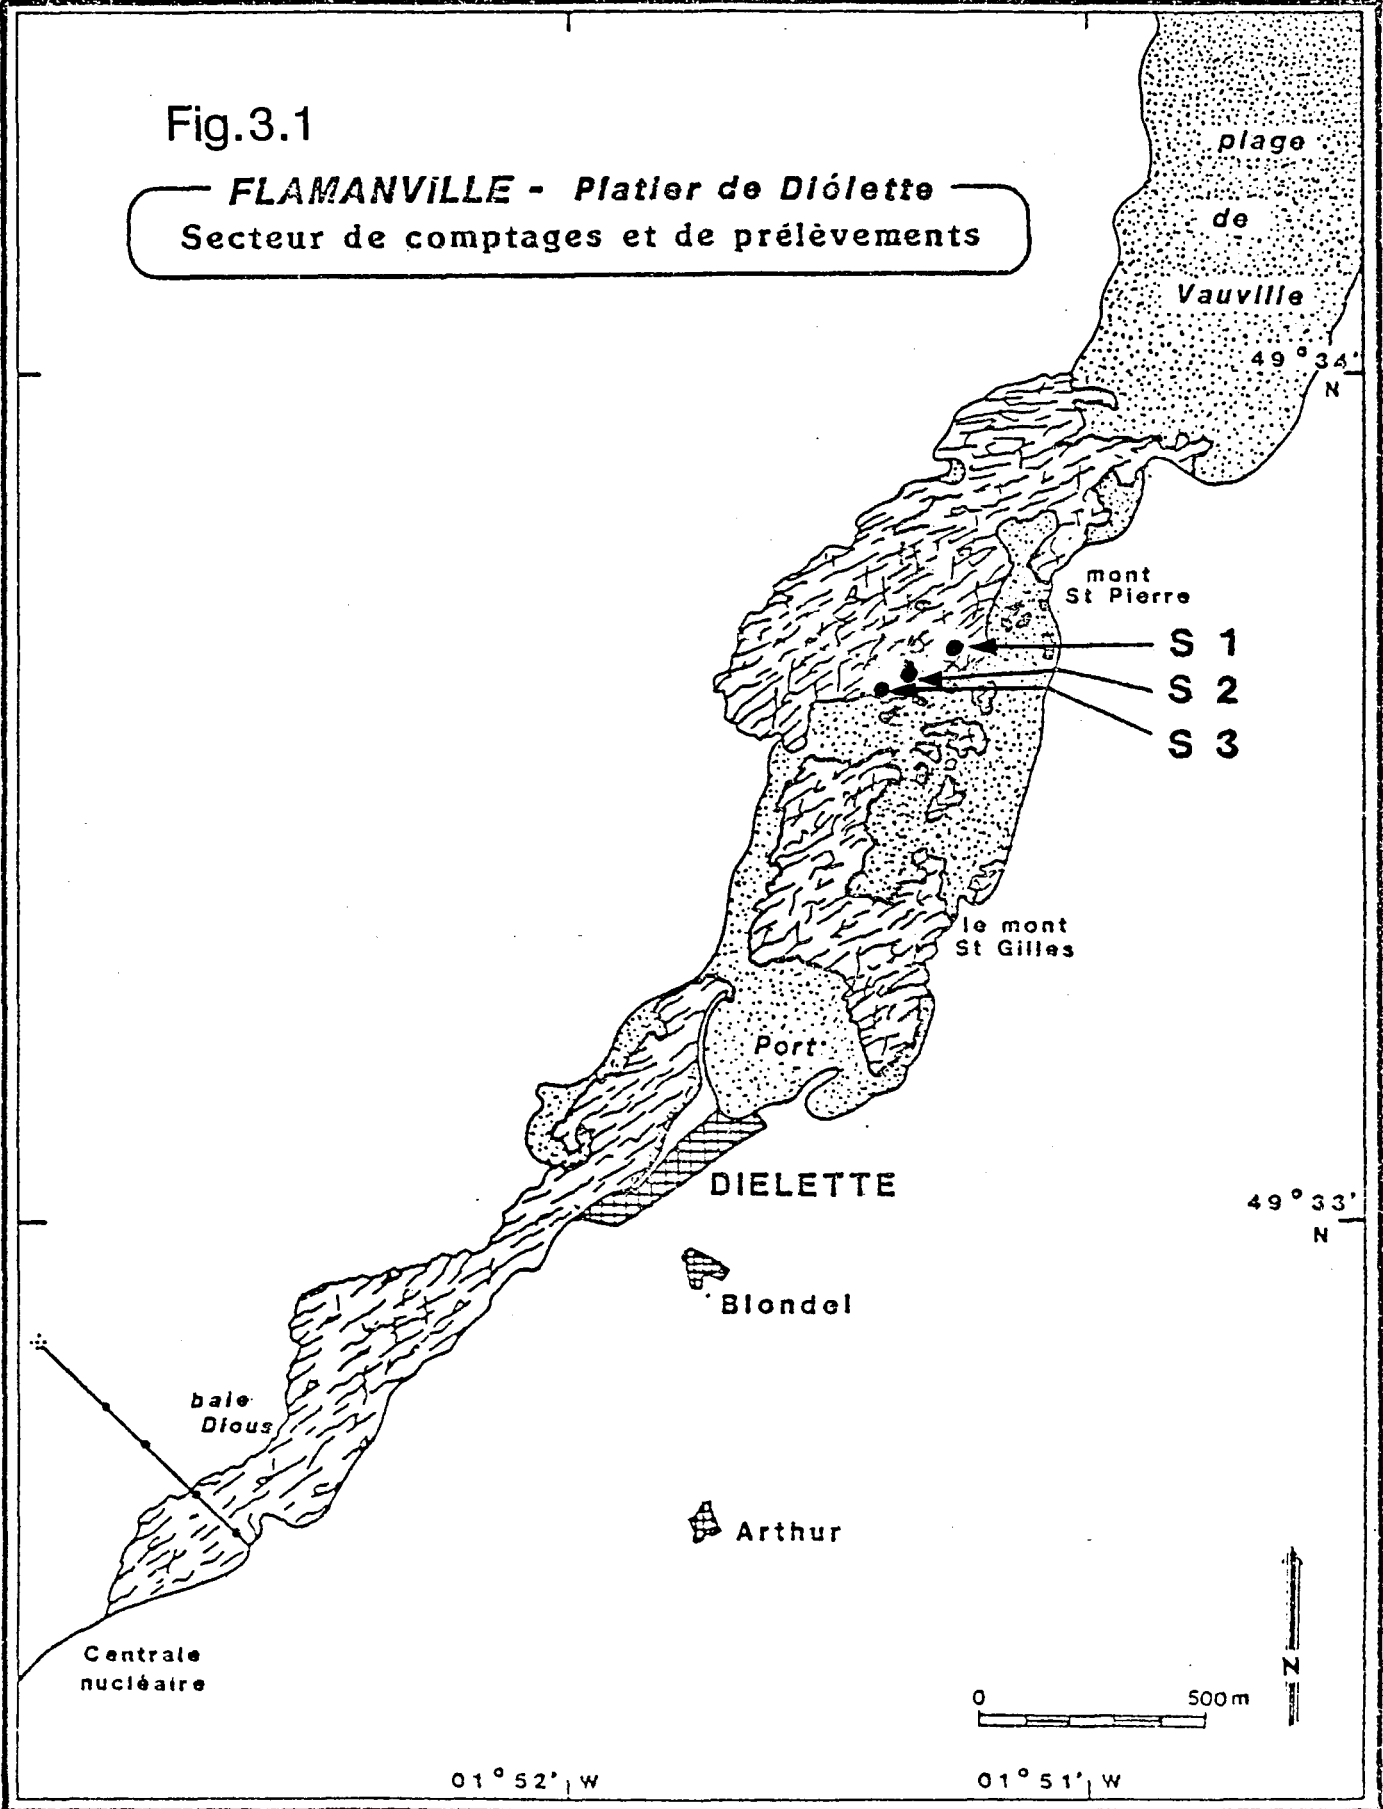 Fig.3.1
FLAMANViLLE - Platier de Diélette
Secteur de comptages et de prélèvements
plage
de
Vauville
49° 34'
N
mont
St Pierre
S 1
S 2
S 3
le mont
St Gilles
Port
DIELETTE
49° 33'
N
Blondel
baie
Dious
Arthur
Centrale
nucléaire
N
0 500m
01° 52' W
01° 51' W